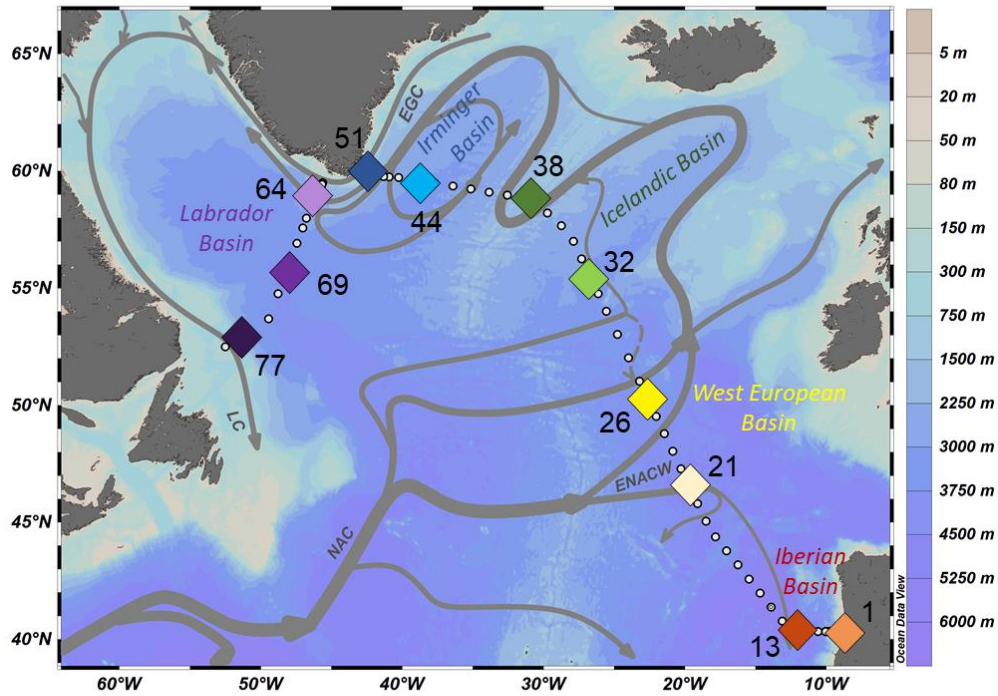 65°N
60°N
55°N
50°N
45°N
40°N
60°W
50°W
40°W
30°W
20°W
10°W
EGC
Irminger
Basin
51
38
64
44
Icelandic Basin
Labrador
Basin
32
69
77
LC
26
West European
Basin
21
ENACW
NAC
Iberian
Basin
1
13
Ocean Data View
5 m
20 m
50 m
80 m
150 m
300 m
750 m
1500 m
2250 m
3000 m
3750 m
4500 m
5250 m
6000 m